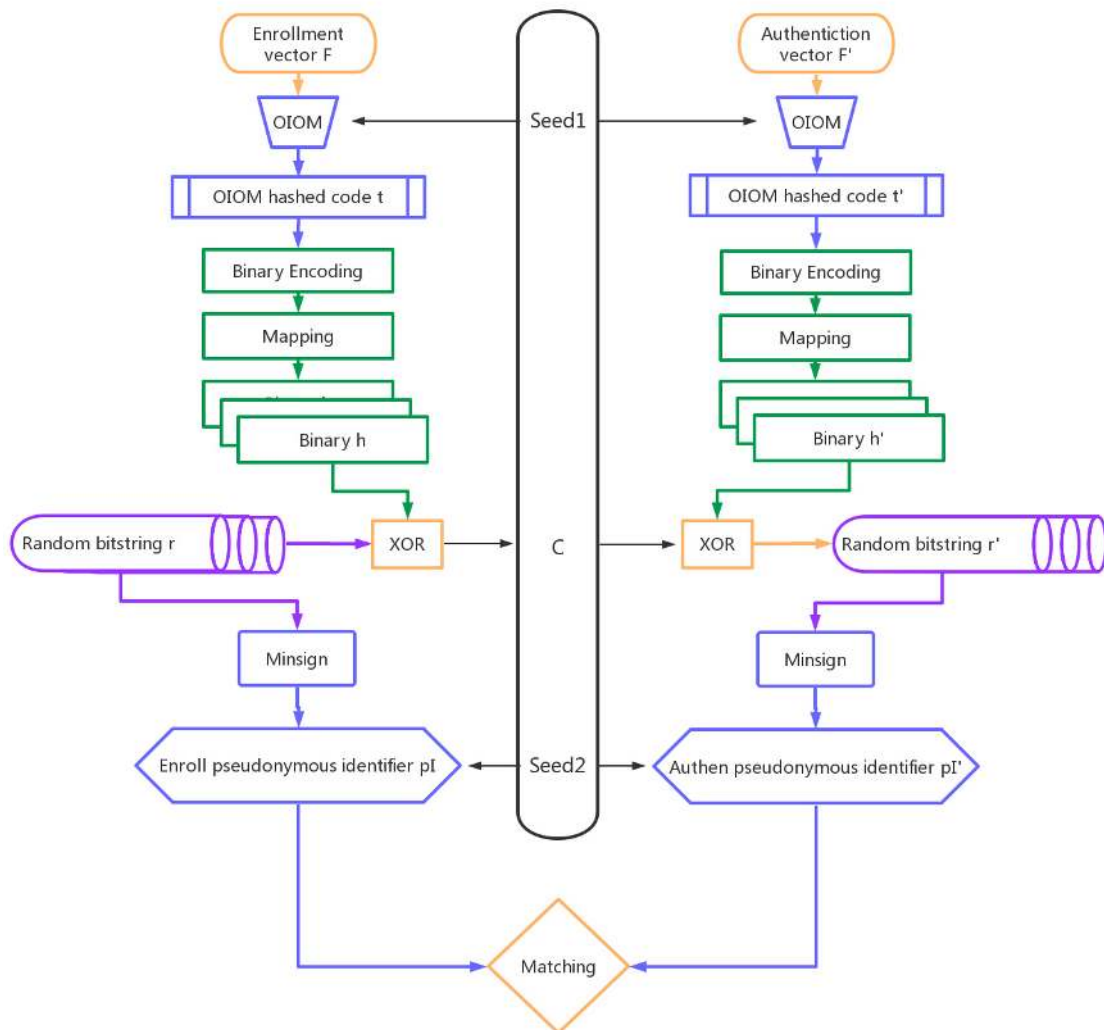 Enrollment
vector F
Authentiction
vector F'
OIOM
Seed1
OIOM
OIOM hashed code t
OIOM hashed code t'
Binary Encoding
Binary Encoding
Mapping
Mapping
Binary h
Binary h'
Random bitstring r
XOR
C
XOR
Random bitstring r'
Minsign
Minsign
Enroll pseudonymous identifier pI
Seed2
Authen pseudonymous identifier pI'
Matching